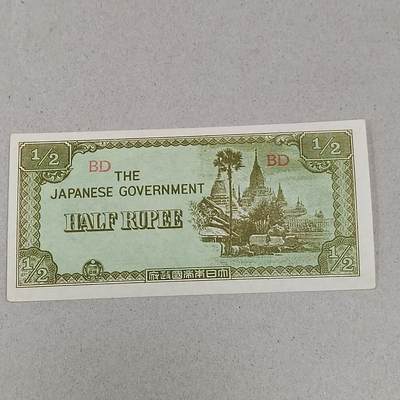 1/2 1/2
BD BD
THE
JAPANESE GOVERNMENT
HALF RUPEE
1/2 1/2
府政國帝本日大